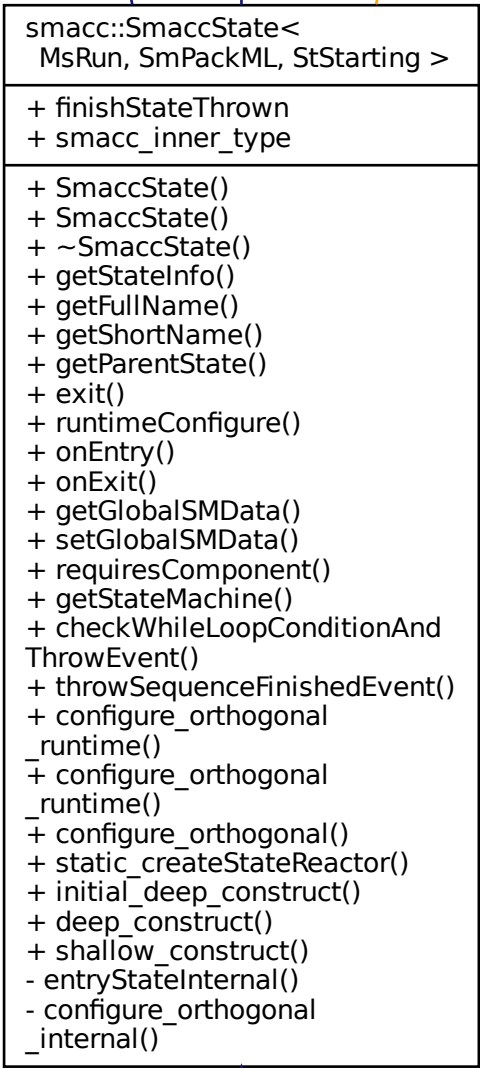 smacc::SmaccState<
MsRun, SmPackML, StStarting >
+ finishStateThrown
+ smacc_inner_type
+ SmaccState()
+ SmaccState()
+ ~SmaccState()
+ getStateInfo()
+ getFullName()
+ getShortName()
+ getParentState()
+ exit()
+ runtimeConfigure()
+ onEntry()
+ onExit()
+ getGlobalSMData()
+ setGlobalSMData()
+ requiresComponent()
+ getStateMachine()
+ checkWhileLoopConditionAnd
ThrowEvent()
+ throwSequenceFinishedEvent()
+ configure_orthogonal
_runtime()
+ configure_orthogonal
_runtime()
+ configure_orthogonal()
+ static_createStateReactor()
+ initial_deep_construct()
+ deep_construct()
+ shallow_construct()
- entryStateInternal()
- configure_orthogonal
_internal()